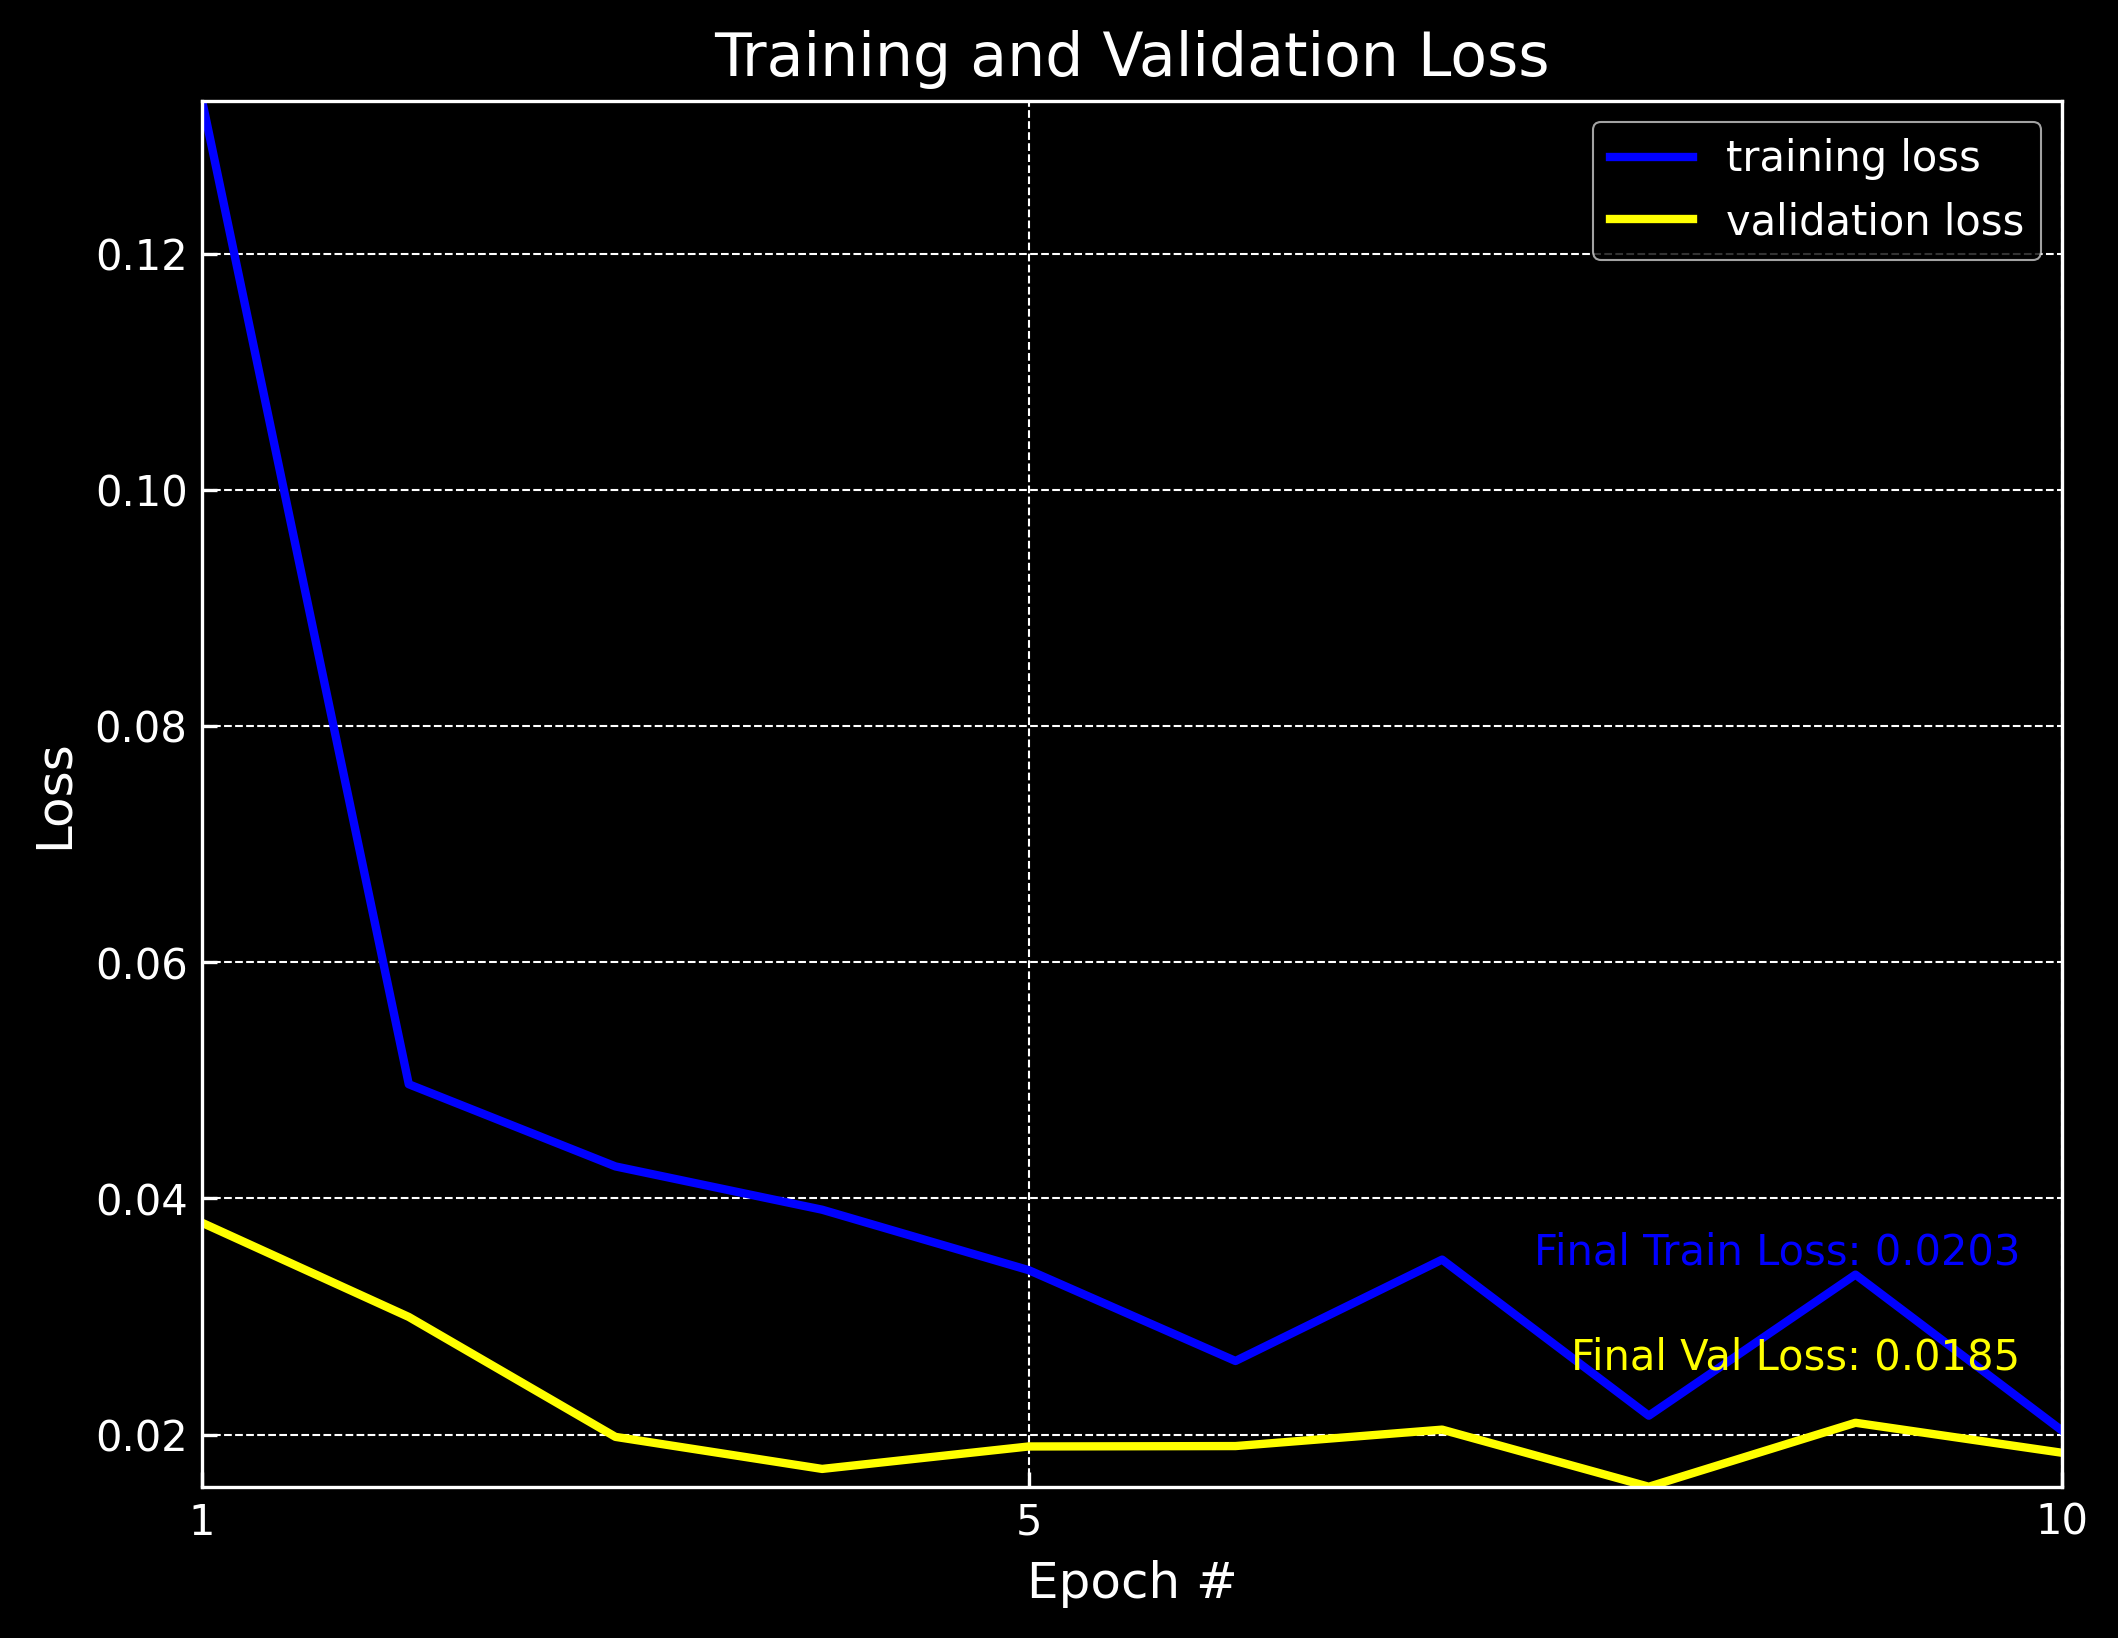 Training and Validation Loss
training loss
validation loss
0.12
0.10
0.08
0.06
0.04
0.02
Loss
Final Train Loss: 0.0203
Final Val Loss: 0.0185
1
5
10
Epoch #